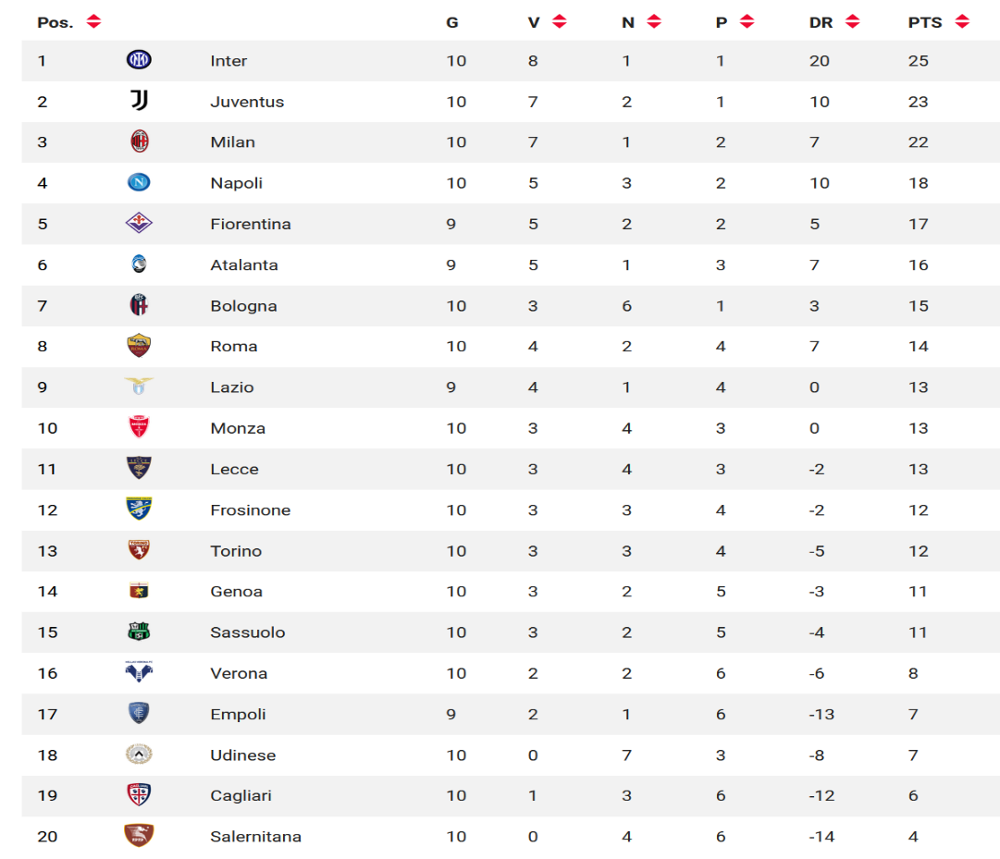 Pos. G V N P DR PTS
1 Inter 10 8 1 1 20 25
2 Juventus 10 7 2 1 10 23
3 Milan 10 7 1 2 7 22
4 Napoli 10 5 3 2 10 18
5 Fiorentina 9 5 2 2 5 17
6 Atalanta 9 5 1 3 7 16
7 Bologna 10 3 6 1 3 15
8 Roma 10 4 2 4 7 14
9 Lazio 9 4 1 4 0 13
10 Monza 10 3 4 3 0 13
11 Lecce 10 3 4 3 -2 13
12 Frosinone 10 3 3 4 -2 12
13 Torino 10 3 3 4 -5 12
14 Genoa 10 3 2 5 -3 11
15 Sassuolo 10 3 2 5 -4 11
16 Verona 10 2 2 6 -6 8
17 Empoli 9 2 1 6 -13 7
18 Udinese 10 0 7 3 -8 7
19 Cagliari 10 1 3 6 -12 6
20 Salernitana 10 0 4 6 -14 4